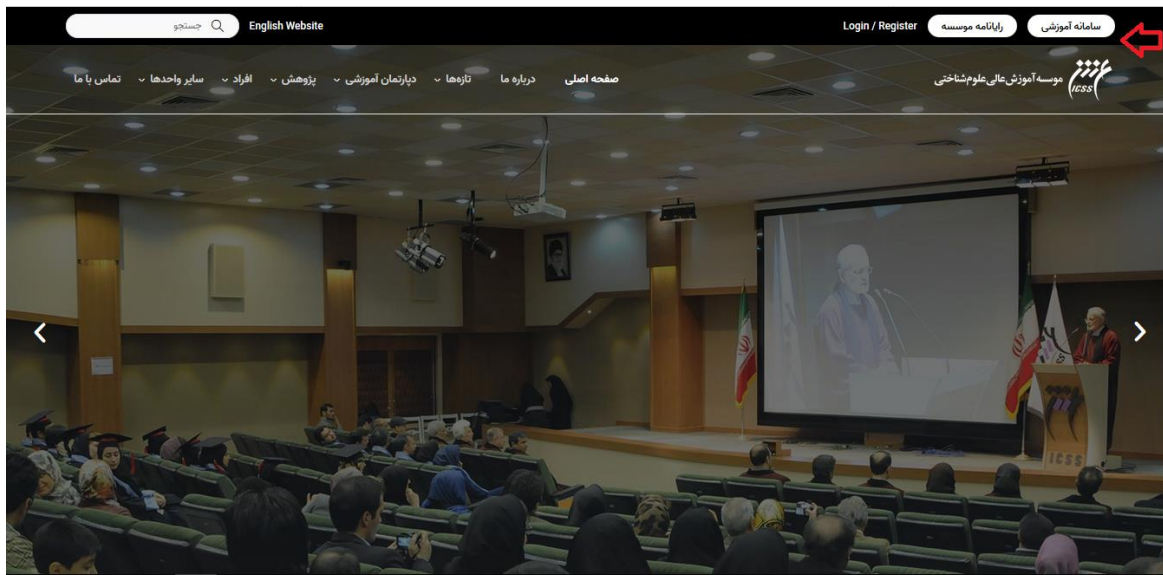 سامانه آموزشی
رایانامه موسسه
Login / Register
English Website
جستجو
موسسه آموزش عالی علوم شناختی
ICSS
صفحه اصلی
درباره ما
تازه‌ها
دپارتمان آموزشی
پژوهش
افراد
سایر واحدها
تماس با ما
ICSS